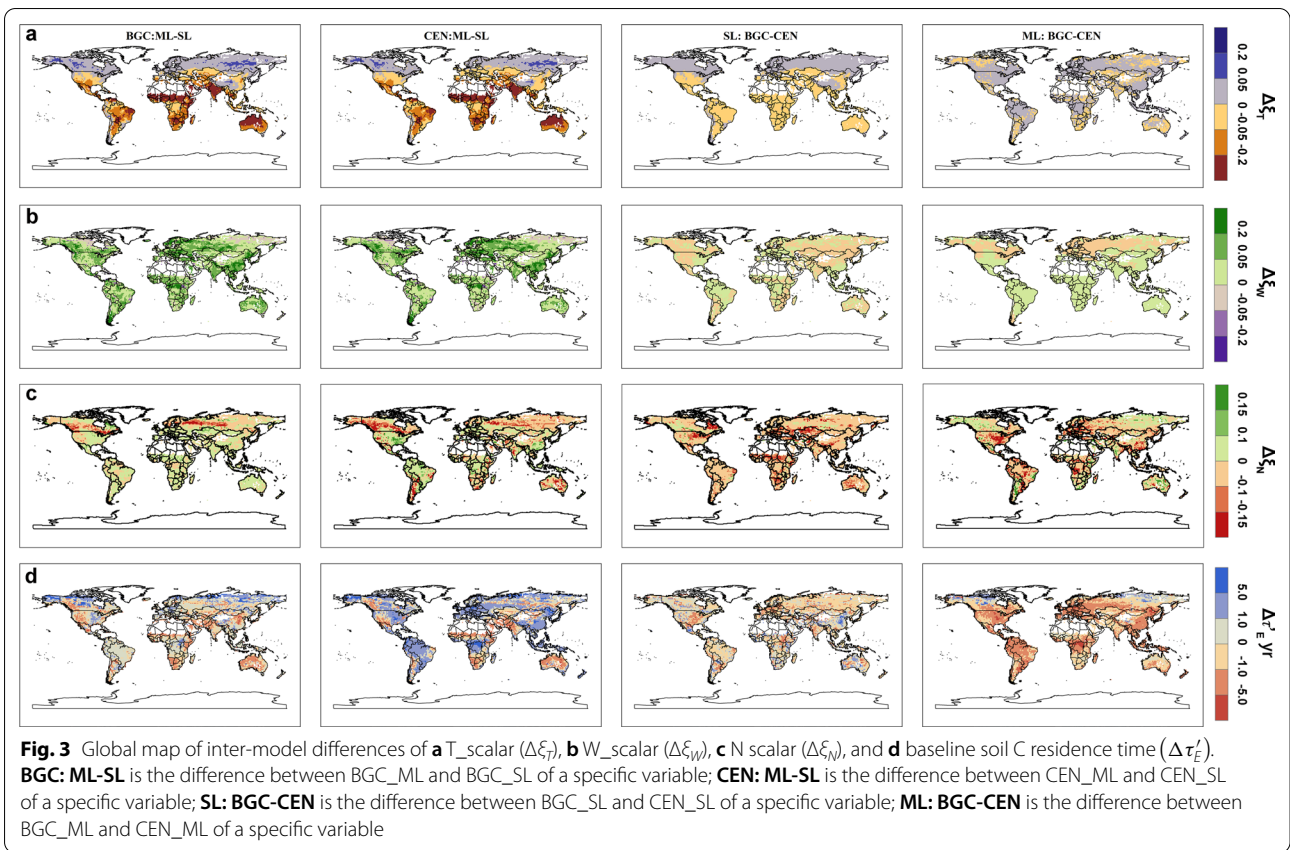 a
BGC:ML-SL
CEN:ML-SL
SL: BGC-CEN
ML: BGC-CEN
0.2
0.05
0
-0.05
-0.2
ΔξT
b
0.2
0.05
0
-0.05
-0.2
ΔξW
c
0.15
0.1
0
-0.1
-0.15
ΔξN
d
5.0
1.0
0
-1.0
-5.0
Δτ'E yr
Fig. 3 Global map of inter-model differences of a T_scalar (ΔξT), b W_scalar (ΔξW), c N scalar (ΔξN), and d baseline soil C residence time (Δτ′E).
BGC: ML-SL is the difference between BGC_ML and BGC_SL of a specific variable; CEN: ML-SL is the difference between CEN_ML and CEN_SL
of a specific variable; SL: BGC-CEN is the difference between BGC_SL and CEN_SL of a specific variable; ML: BGC-CEN is the difference between
BGC_ML and CEN_ML of a specific variable